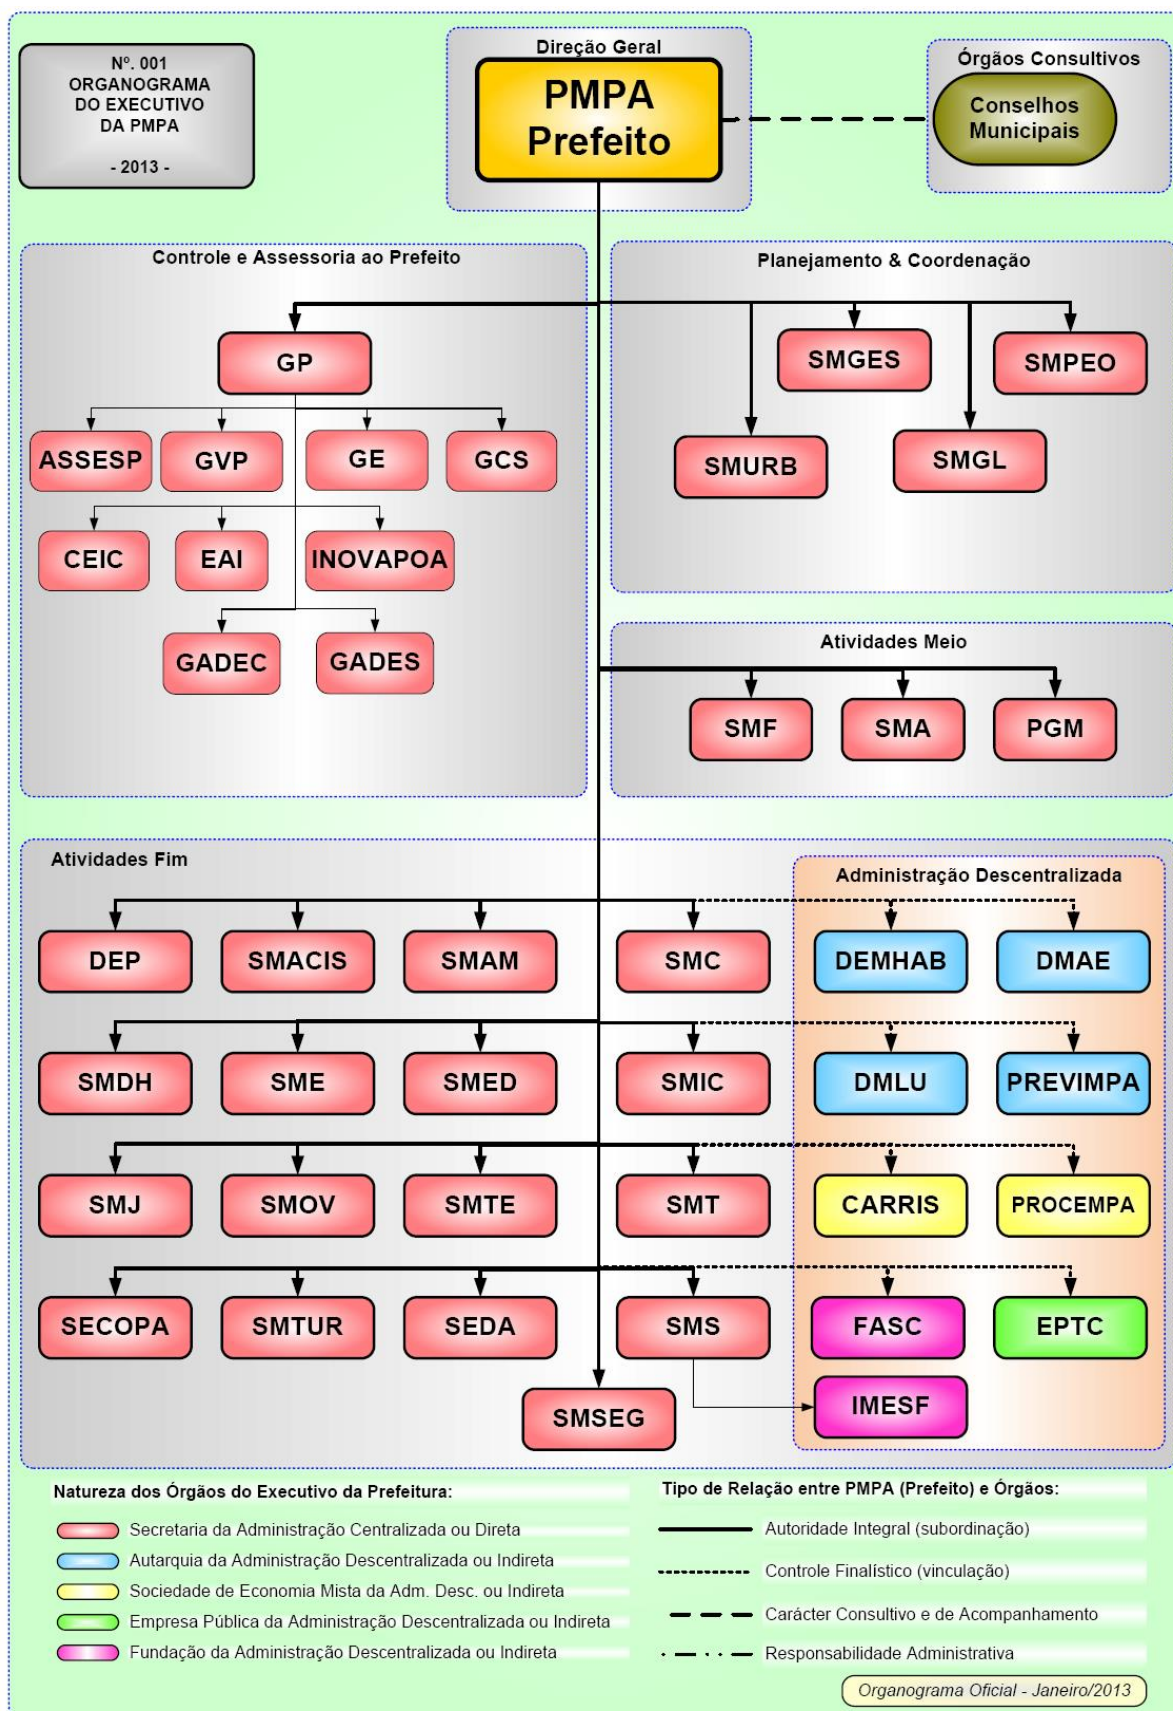 Nº. 001
ORGANOGRAMA
DO EXECUTIVO
DA PMPA
- 2013 -
Direção Geral
PMPA
Prefeito
Órgãos Consultivos
Conselhos
Municipais
Controle e Assessoria ao Prefeito
GP
ASSESP GVP GE GCS
CEIC EAI INOVAPOA
GADEC GADES
Planejamento & Coordenação
SMGES SMPEO
SMURB SMGL
Atividades Meio
SMF SMA PGM
Atividades Fim
Administração Descentralizada
DEP SMACIS SMAM SMC DEMHAB DMAE
SMDH SME SMED SMIC DMLU PREVIMPA
SMJ SMOV SMTE SMT CARRIS PROCEMPA
SECOPA SMTUR SEDA SMS FASC EPTC
SMSEG IMESF
Natureza dos Órgãos do Executivo da Prefeitura:
Secretaria da Administração Centralizada ou Direta
Autarquia da Administração Descentralizada ou Indireta
Sociedade de Economia Mista da Adm. Desc. ou Indireta
Empresa Pública da Administração Descentralizada ou Indireta
Fundação da Administração Descentralizada ou Indireta
Tipo de Relação entre PMPA (Prefeito) e Órgãos:
Autoridade Integral (subordinação)
Controle Finalístico (vinculação)
Carácter Consultivo e de Acompanhamento
Responsabilidade Administrativa
Organograma Oficial - Janeiro/2013